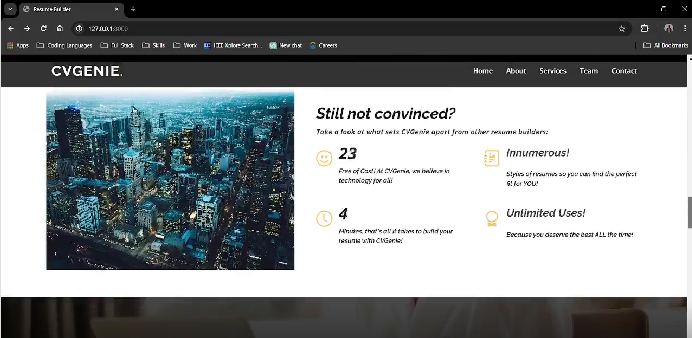 Resume Builder
127.0.0.1:8000
Apps Coding Languages Full Stack Skills Work IEEE Xplore Search... New chat Careers All Bookmarks
CVGENIE.
Home About Services Team Contact
Still not convinced?
Take a look at what sets CVGenie apart from other resume builders:
23
Free of Cost! At CVGenie, we believe in
technology for all!
Innumerous!
Styles of resumes so you can find the perfect
fit for YOU!
4
Minutes, that's all it takes to build your
resume with CVGenie!
Unlimited Uses!
Because you deserve the best ALL the time!